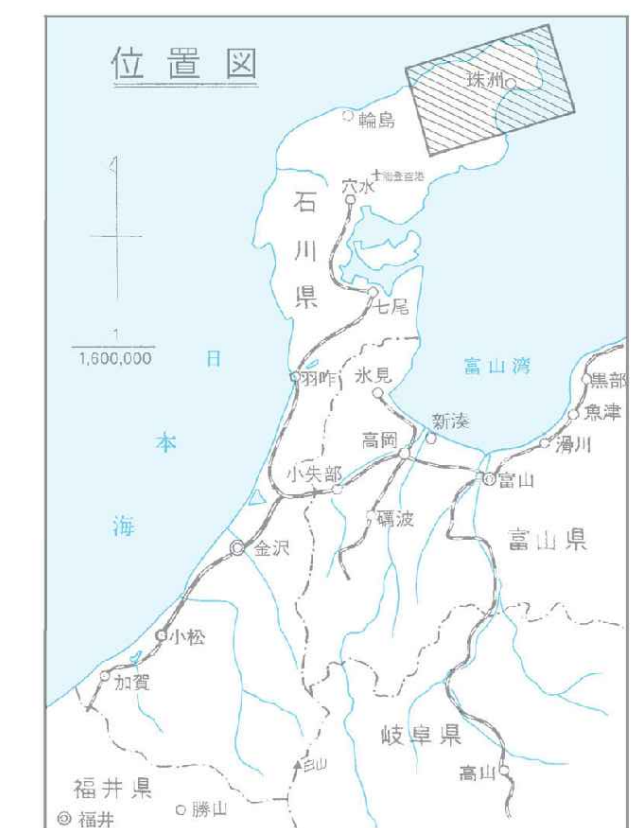 位置図
珠洲
輪島
能登空港
穴水
石川県
七尾
1
1,600,000
日本海
富山湾
羽咋
氷見
黒部
魚津
新湊
滑川
高岡
小矢部
富山
砺波
富山県
金沢
小松
加賀
岐阜県
白山
高山
福井県
勝山
福井